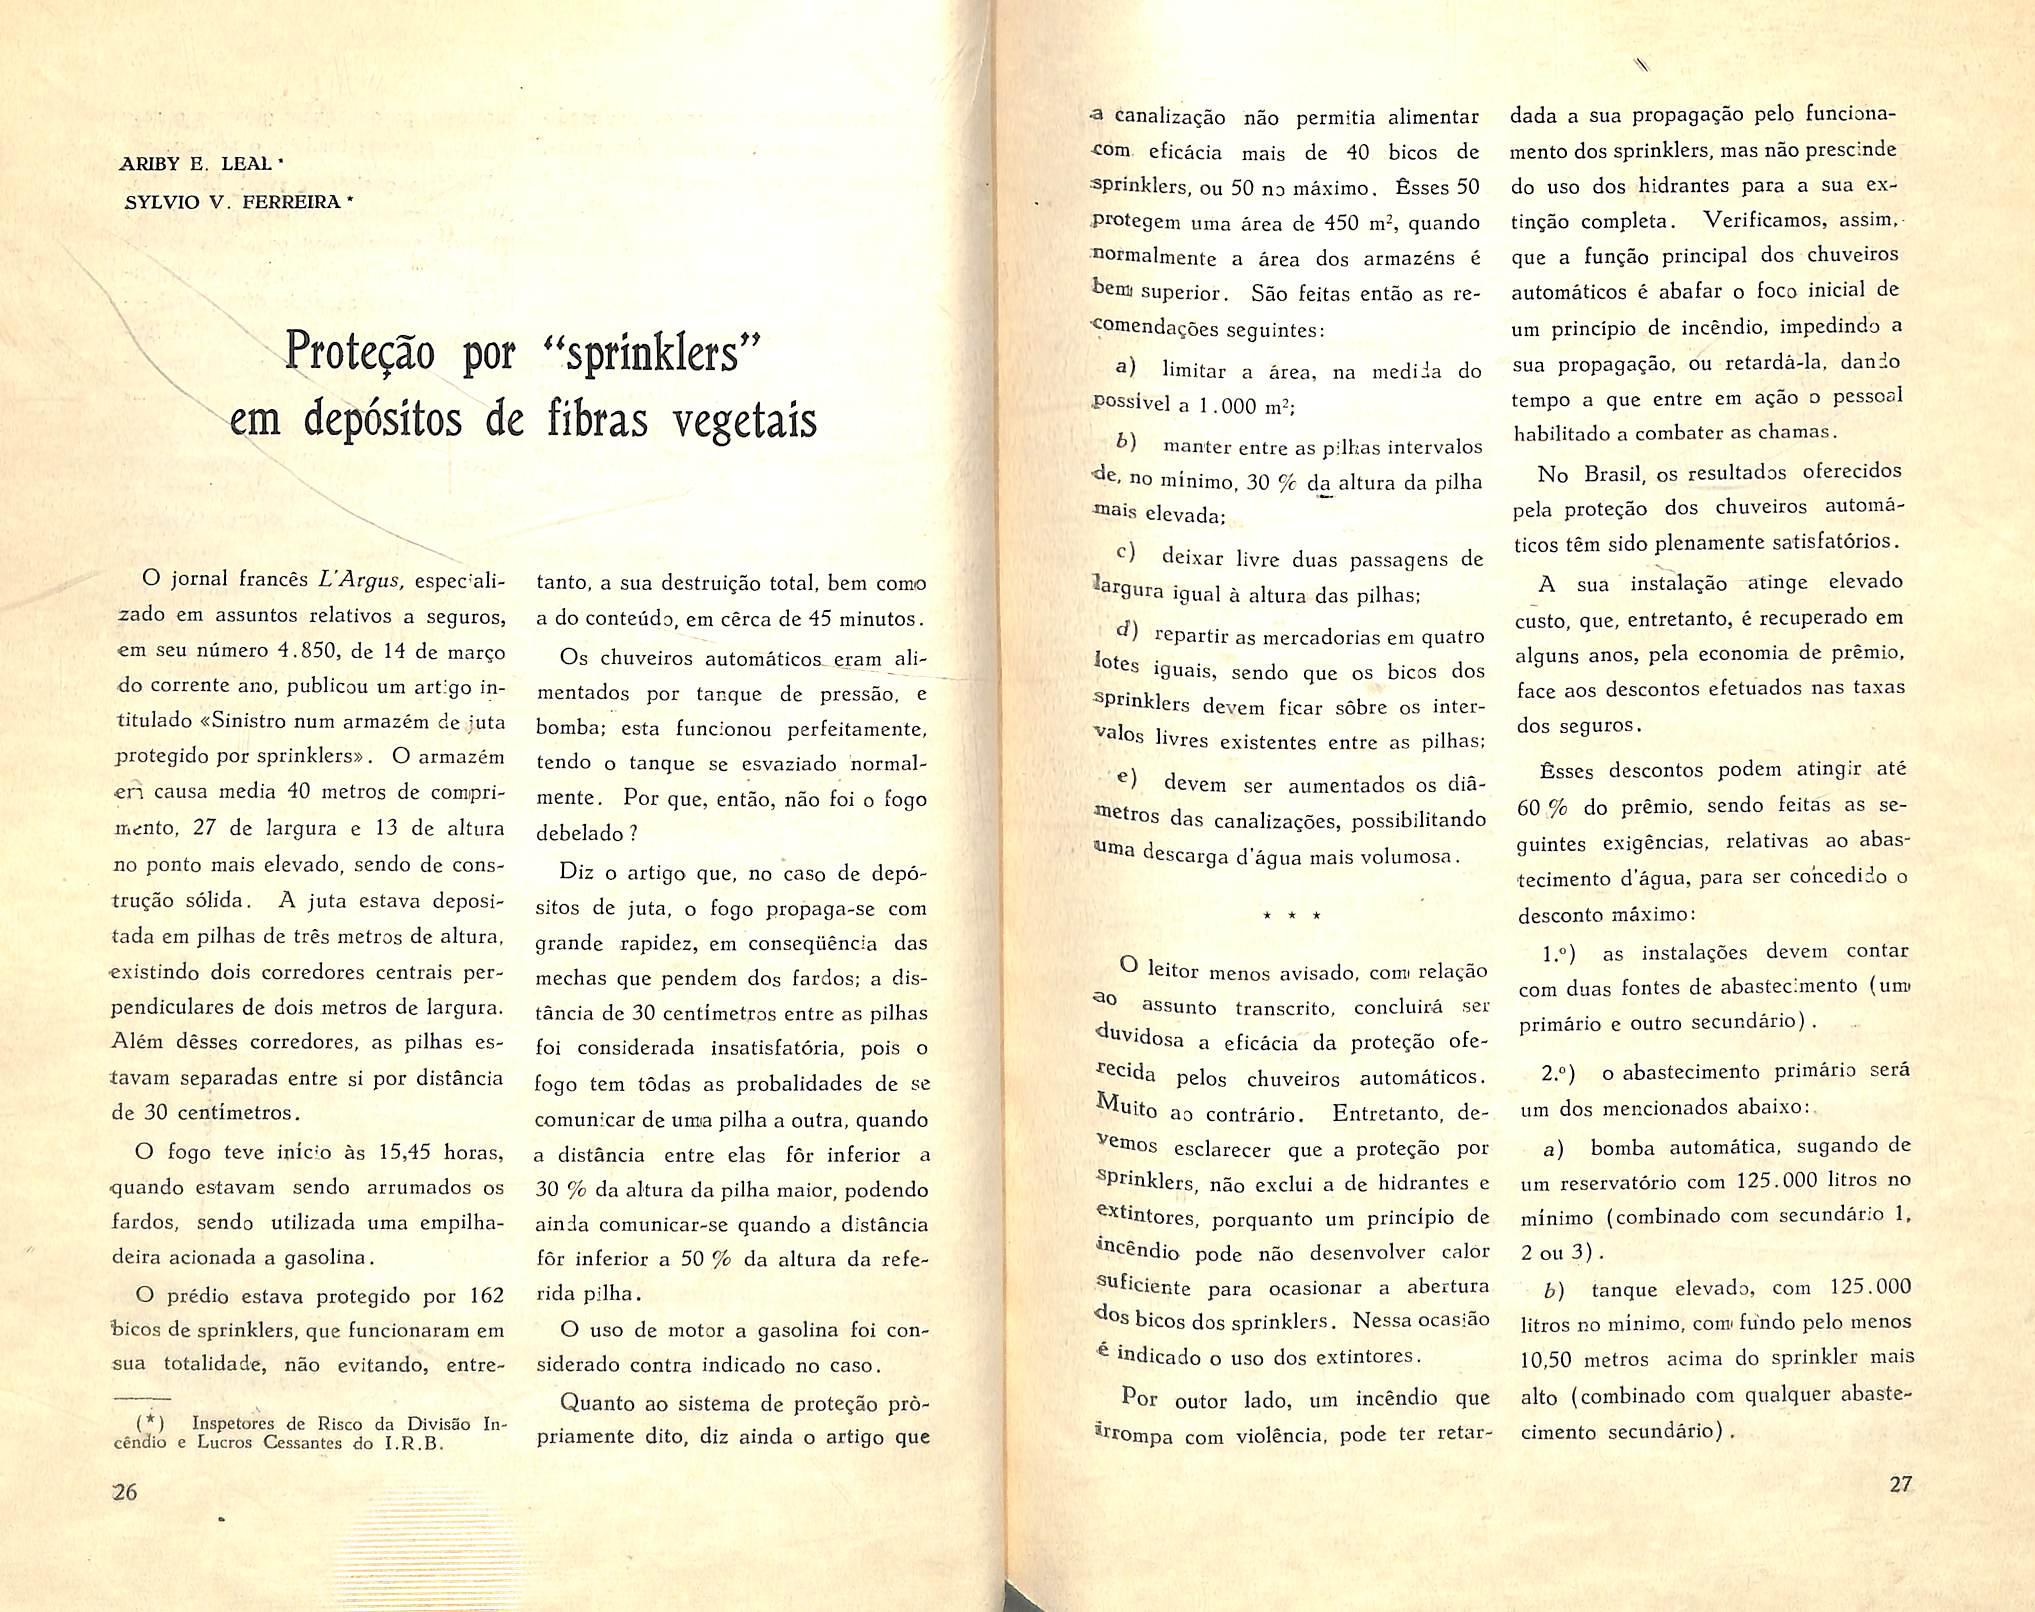 ARIBY E. LEAL *
SYLVIO V. FERREIRA *
Proteção por “sprinklers”
em depósitos de fibras vegetais
O jornal francês L'Argus, especiali-
zado em assuntos relativos a seguros,
em seu número 4.850, de 14 de março
do corrente ano, publicou um artigo in-
titulado «Sinistro num armazém de juta
protegido por sprinklers». O armazém
em causa media 40 metros de compri-
mento, 27 de largura e 13 de altura
no ponto mais elevado, sendo de cons-
trução sólida. A juta estava deposi-
tada em pilhas de três metros de altura,
existindo dois corredores centrais per-
pendiculares de dois metros de largura.
Além dêsses corredores, as pilhas es-
tavam separadas entre si por distância
de 30 centímetros.
O fogo teve início às 15,45 horas,
quando estavam sendo arrumados os
fardos, sendo utilizada uma empilha-
deira acionada a gasolina.
O prédio estava protegido por 162
bicos de sprinklers, que funcionaram em
sua totalidade, não evitando, entre-
(*) Inspetores de Risco da Divisão In-
cêndio e Lucros Cessantes do I.R.B.
26
tanto, a sua destruição total, bem como
a do conteúdo, em cêrca de 45 minutos.
Os chuveiros automáticos eram ali-
mentados por tanque de pressão, e
bomba; esta funcionou perfeitamente,
tendo o tanque se esvaziado normal-
mente. Por que, então, não foi o fogo
debelado ?
Diz o artigo que, no caso de depó-
sitos de juta, o fogo propaga-se com
grande rapidez, em conseqüência das
mechas que pendem dos fardos; a dis-
tância de 30 centímetros entre as pilhas
foi considerada insatisfatória, pois o
fogo tem tôdas as probalidades de se
comunicar de uma pilha a outra, quando
a distância entre elas fôr inferior a
30 % da altura da pilha maior, podendo
ainda comunicar-se quando a distância
fôr inferior a 50 % da altura da refe-
rida pilha.
O uso de motor a gasolina foi con-
siderado contra indicado no caso.
Quanto ao sistema de proteção prò-
priamente dito, diz ainda o artigo que
a canalização não permitia alimentar
com eficácia mais de 40 bicos de
sprinklers, ou 50 no máximo. Êsses 50
protegem uma área de 450 m², quando
normalmente a área dos armazéns é
bem superior. São feitas então as re-
comendações seguintes:
a) limitar a área, na medida do
possível a 1.000 m²;
b) manter entre as pilhas intervalos
de, no mínimo, 30 % da altura da pilha
mais elevada;
c) deixar livre duas passagens de
largura igual à altura das pilhas;
d) repartir as mercadorias em quatro
lotes iguais, sendo que os bicos dos
sprinklers devem ficar sôbre os inter-
valos livres existentes entre as pilhas;
e) devem ser aumentados os diâ-
metros das canalizações, possibilitando
uma descarga d'água mais volumosa.
* * *
O leitor menos avisado, com relação
ao assunto transcrito, concluirá ser
duvidosa a eficácia da proteção ofe-
recida pelos chuveiros automáticos.
Muito ao contrário. Entretanto, de-
vemos esclarecer que a proteção por
sprinklers, não exclui a de hidrantes e
extintores, porquanto um princípio de
incêndio pode não desenvolver calor
suficiente para ocasionar a abertura
dos bicos dos sprinklers. Nessa ocasião
é indicado o uso dos extintores.
Por outor lado, um incêndio que
irrompa com violência, pode ter retar-
dada a sua propagação pelo funciona-
mento dos sprinklers, mas não prescinde
do uso dos hidrantes para a sua ex-
tinção completa. Verificamos, assim,
que a função principal dos chuveiros
automáticos é abafar o foco inicial de
um princípio de incêndio, impedindo a
sua propagação, ou retardá-la, dando
tempo a que entre em ação o pessoal
habilitado a combater as chamas.
No Brasil, os resultados oferecidos
pela proteção dos chuveiros automá-
ticos têm sido plenamente satisfatórios.
A sua instalação atinge elevado
custo, que, entretanto, é recuperado em
alguns anos, pela economia de prêmio,
face aos descontos efetuados nas taxas
dos seguros.
Êsses descontos podem atingir até
60 % do prêmio, sendo feitas as se-
guintes exigências, relativas ao abas-
tecimento d'água, para ser concedido o
desconto máximo:
1.º) as instalações devem contar
com duas fontes de abastecimento (um
primário e outro secundário).
2.º) o abastecimento primário será
um dos mencionados abaixo:
a) bomba automática, sugando de
um reservatório com 125.000 litros no
mínimo (combinado com secundário 1,
2 ou 3).
b) tanque elevado, com 125.000
litros no mínimo, com fundo pelo menos
10,50 metros acima do sprinkler mais
alto (combinado com qualquer abaste-
cimento secundário).
27